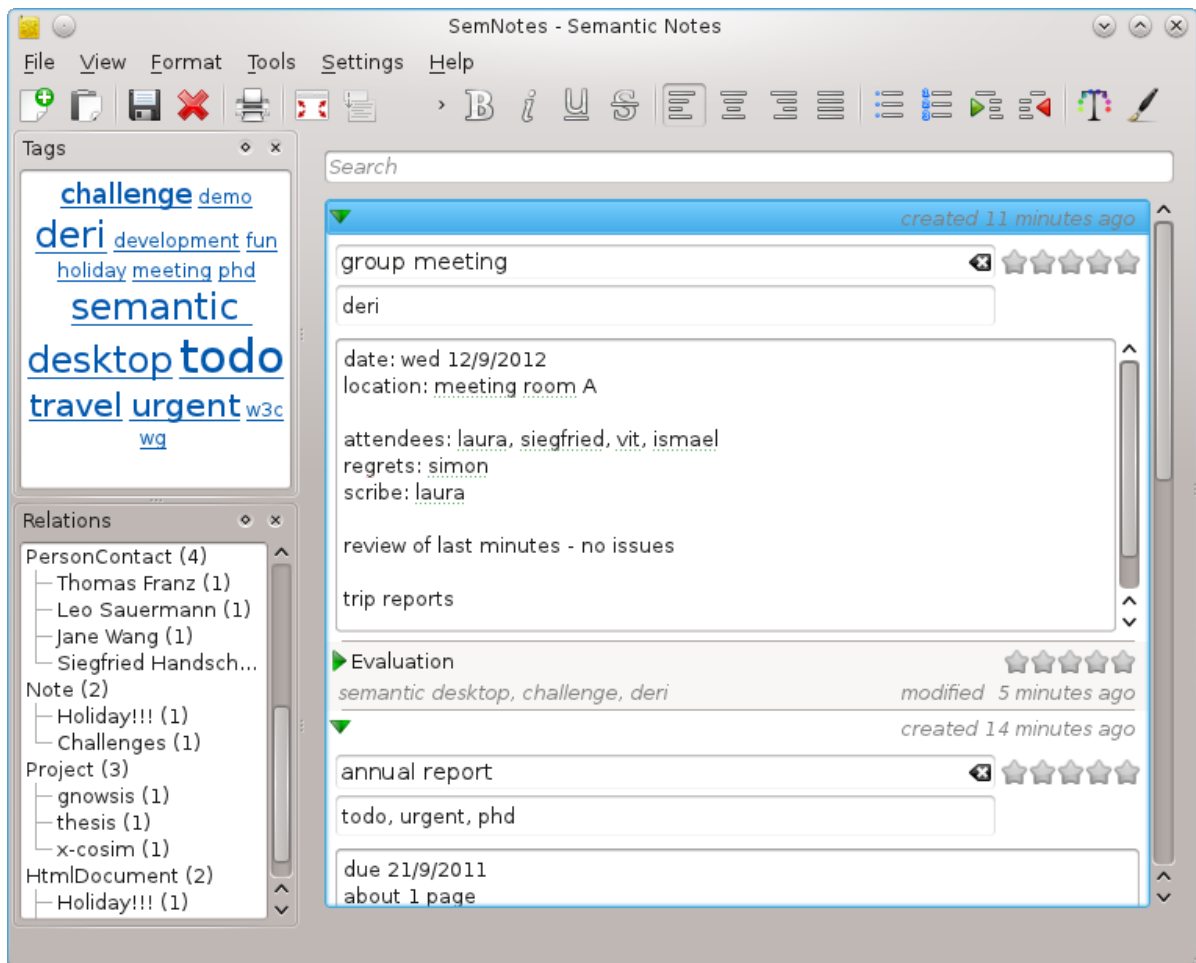 SemNotes - Semantic Notes
File View Format Tools Settings Help
Tags
challenge demo
deri development fun
holiday meeting phd
semantic
desktop todo
travel urgent w3c
wg
Relations
PersonContact (4)
Thomas Franz (1)
Leo Sauermann (1)
Jane Wang (1)
Siegfried Handsch...
Note (2)
Holiday!!! (1)
Challenges (1)
Project (3)
gnowsis (1)
thesis (1)
x-cosim (1)
HtmlDocument (2)
Holiday!!! (1)
Search
created 11 minutes ago
group meeting
deri
date: wed 12/9/2012
location: meeting room A
attendees: laura, siegfried, vit, ismael
regrets: simon
scribe: laura
review of last minutes - no issues
trip reports
Evaluation
semantic desktop, challenge, deri modified 5 minutes ago
created 14 minutes ago
annual report
todo, urgent, phd
due 21/9/2011
about 1 page